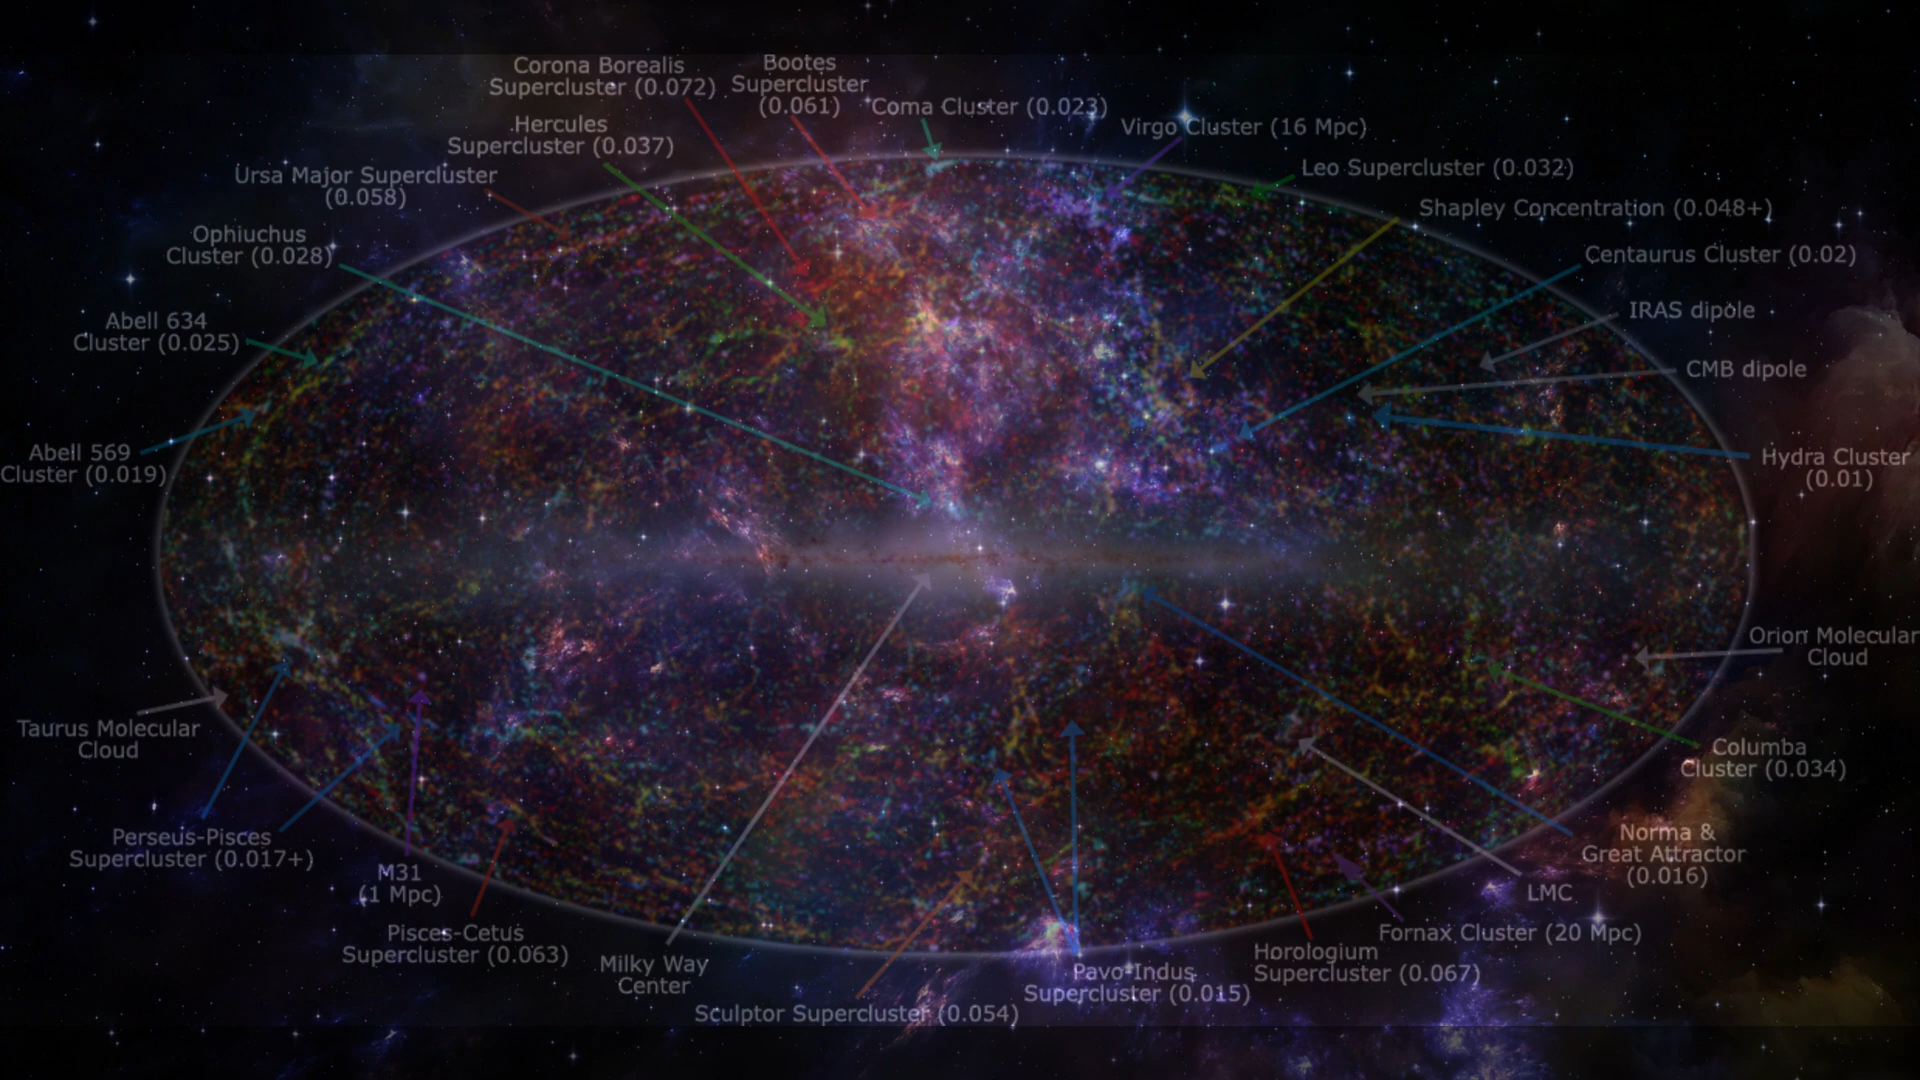 Corona Borealis
Supercluster (0.072)
Bootes
Supercluster
(0.061)
Coma Cluster (0.023)
Virgo Cluster (16 Mpc)
Hercules
Supercluster (0.037)
Leo Supercluster (0.032)
Ursa Major Supercluster
(0.058)
Shapley Concentration (0.048+)
Ophiuchus
Cluster (0.028)
Centaurus Cluster (0.02)
IRAS dipole
Abell 634
Cluster (0.025)
CMB dipole
Abell 569
Cluster (0.019)
Hydra Cluster
(0.01)
Orion Molecular
Cloud
Taurus Molecular
Cloud
Columba
Cluster (0.034)
Perseus-Pisces
Supercluster (0.017+)
Norma &
Great Attractor
(0.016)
M31
(1 Mpc)
LMC
Pisces-Cetus
Supercluster (0.063)
Fornax Cluster (20 Mpc)
Milky Way
Center
Horologium
Supercluster (0.067)
Pavo-Indus
Supercluster (0.015)
Sculptor Supercluster (0.054)